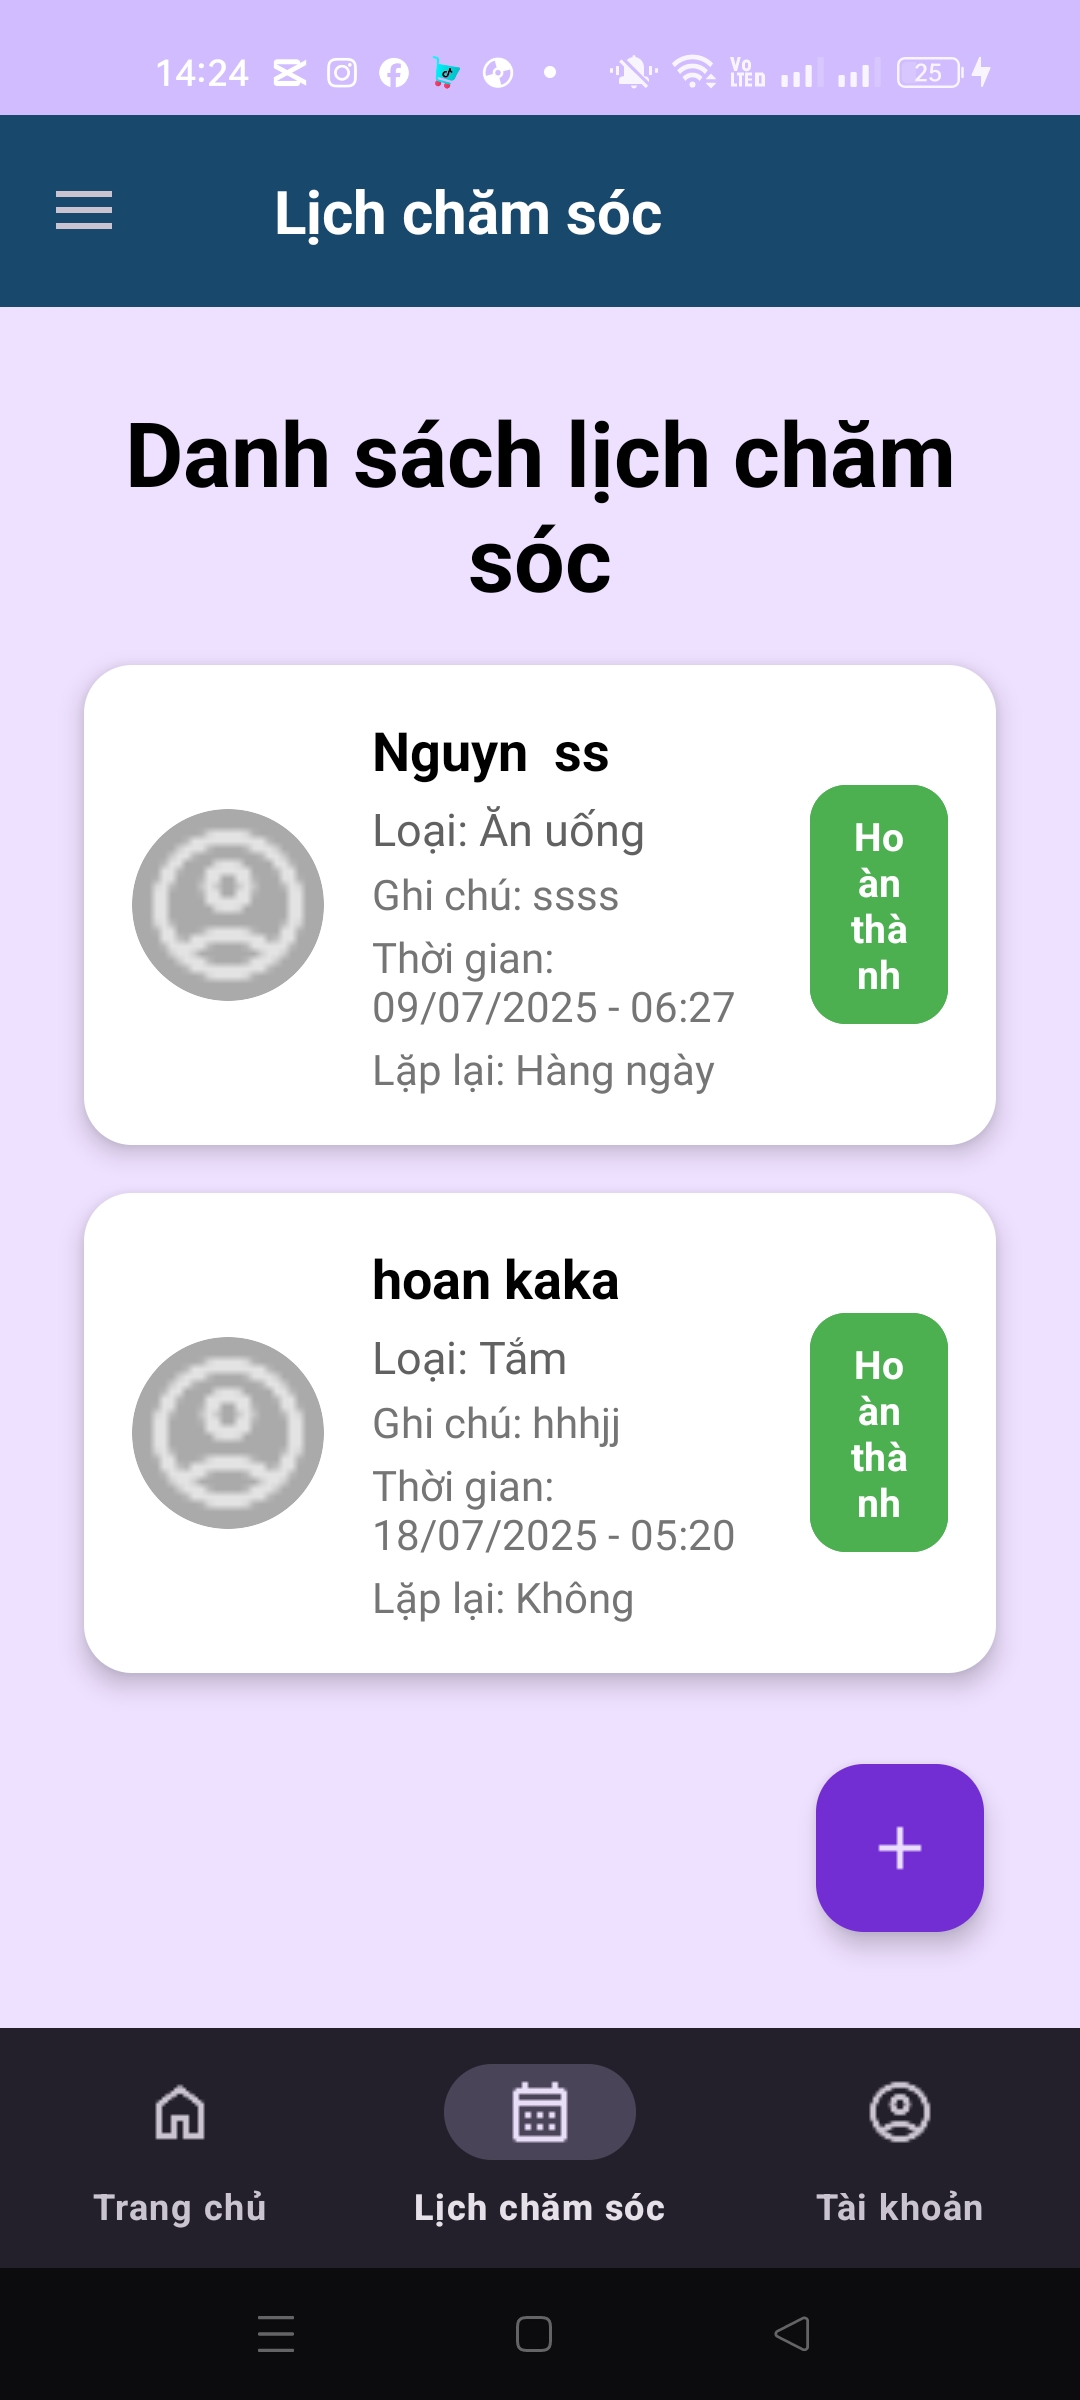 14:24
Vo
LTED
25
Lịch chăm sóc
Danh sách lịch chăm
sóc
Nguyn  ss
Loại: Ăn uống
Ghi chú: ssss
Thời gian:
09/07/2025 - 06:27
Lặp lại: Hàng ngày
Ho
àn
thà
nh
hoan kaka
Loại: Tắm
Ghi chú: hhhjj
Thời gian:
18/07/2025 - 05:20
Lặp lại: Không
Ho
àn
thà
nh
Trang chủ
Lịch chăm sóc
Tài khoản